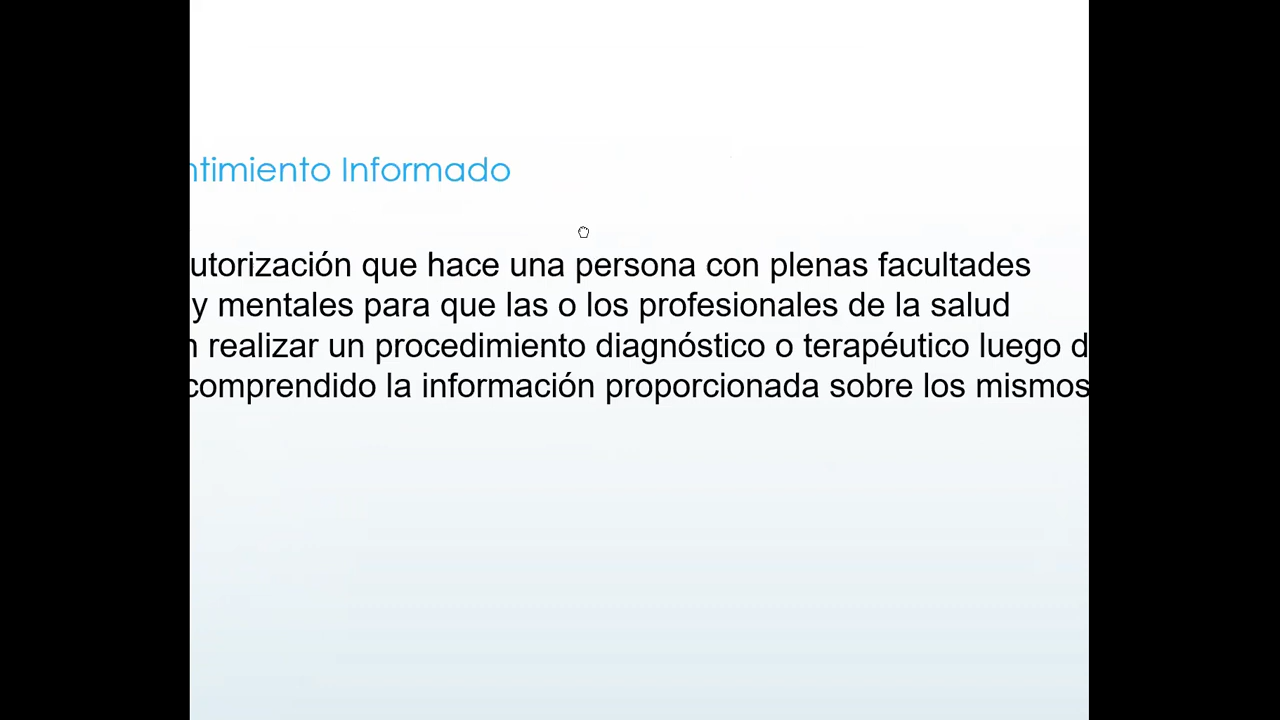 ntimiento Informado
utorización que hace una persona con plenas facultades
y mentales para que las o los profesionales de la salud
n realizar un procedimiento diagnóstico o terapéutico luego d
comprendido la información proporcionada sobre los mismos